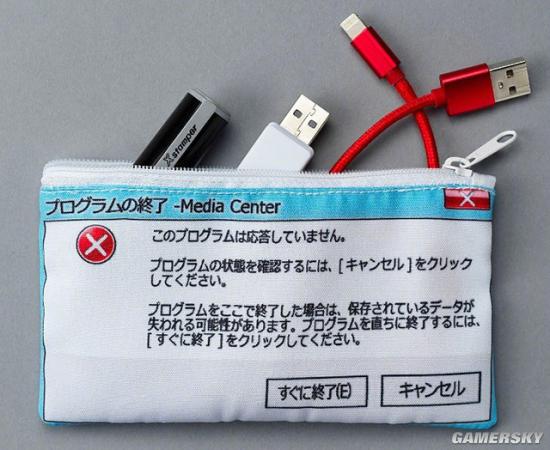 stamper
プログラムの終了 -Media Center
このプログラムは応答していません。
プログラムの状態を確認するには、[キャンセル]をクリック
してください。
プログラムをここで終了した場合は、保存されているデータが
失われる可能性があります。プログラムを直ちに終了するには、
[すぐに終了]をクリックしてください。
すぐに終了(E)
キャンセル
GAMERSKY